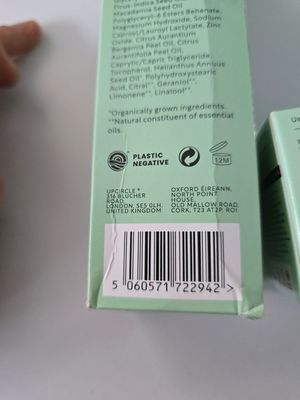 Ficus-Indica Seed Oil
Macadamia Seed Oil
Polyglyceryl-6 Esters Behenate,
Magnesium Hydroxide, Sodium
Caproyl/Lauroyl Lactylate, Zinc
Oxide, Citrus Aurantium
Bergamia Peel Oil, Citrus
Aurantifolia Peel Oil,
Caprylic/Capric Triglyceride,
Tocopherol, Helianthus Annuus
Seed Oil*, Polyhydroxystearic
Acid, Citral**, Geraniol**,
Limonene**, Linalool**.
*Organically grown ingredients.
**Natural constituent of essential
oils.
PLASTIC
NEGATIVE
12M
UPCIRCLE
316 BLUCHER
ROAD,
LONDON, SE5 0LH,
UNITED KINGDOM
OXFORD ÉIREANN,
NORTH POINT
HOUSE,
OLD MALLOW ROAD,
CORK, T23 AT2P, ROI
5 060571 722942 >